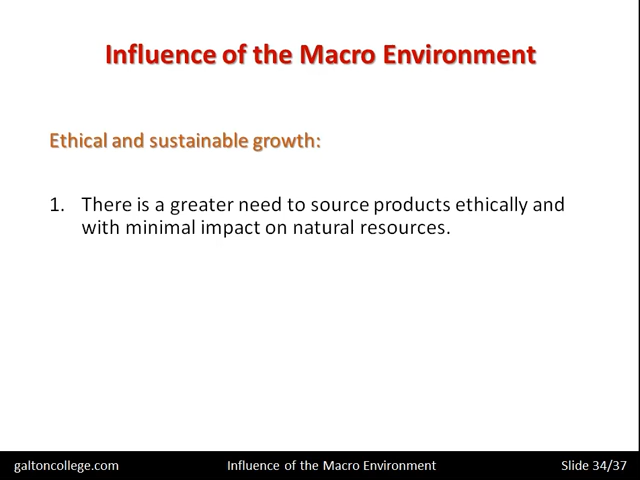 Influence of the Macro Environment
Ethical and sustainable growth:
1. There is a greater need to source products ethically and
with minimal impact on natural resources.
galtoncollege.com Influence of the Macro Environment Slide 34/37